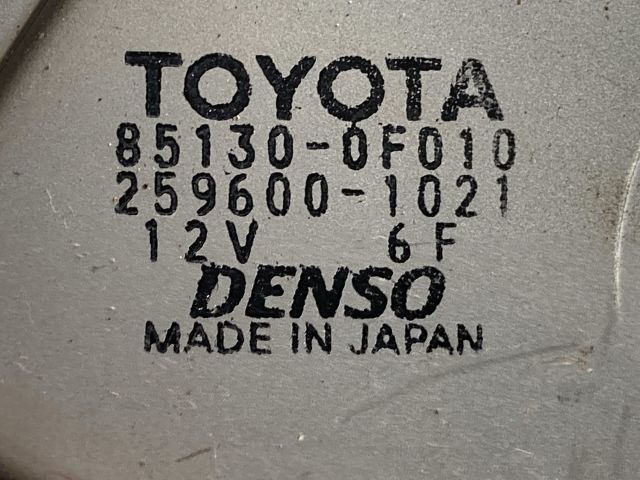 TOYOTA
85130-0F010
259600-1021
12V 6F
DENSO
MADE IN JAPAN